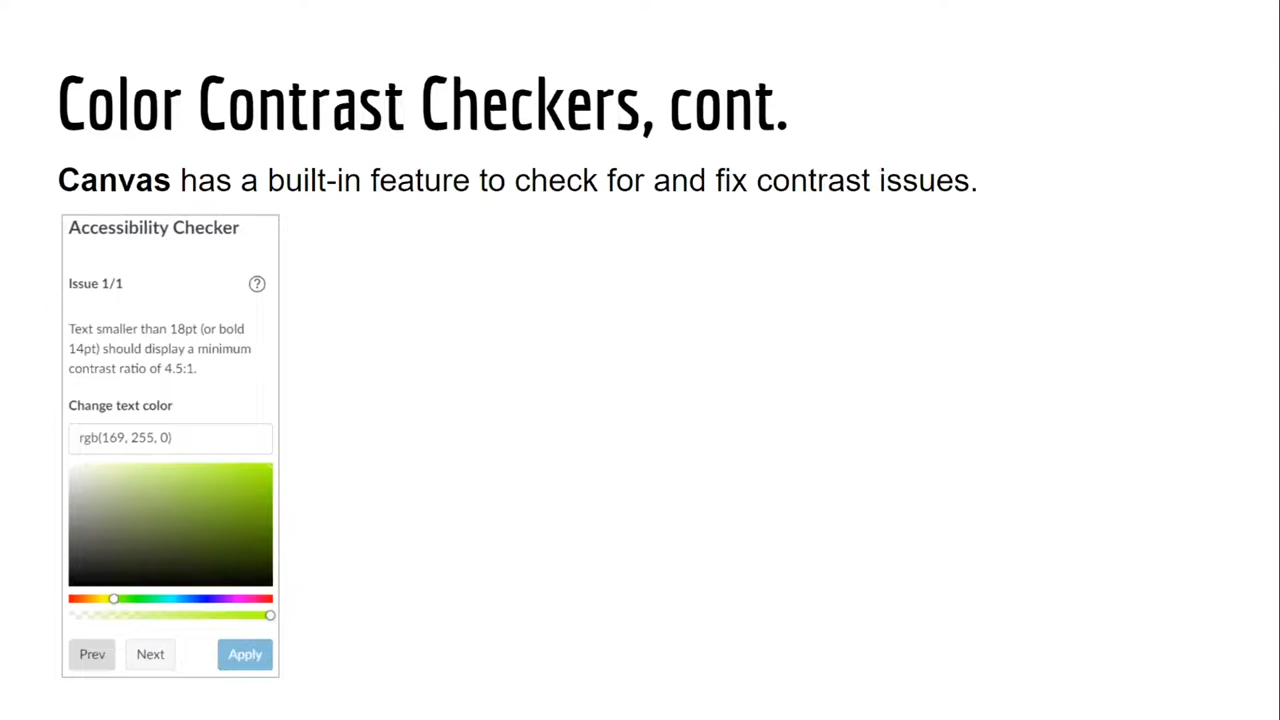 Color Contrast Checkers, cont.
Canvas has a built-in feature to check for and fix contrast issues.
Accessibility Checker
Issue 1/1
?
Text smaller than 18pt (or bold
14pt) should display a minimum
contrast ratio of 4.5:1.
Change text color
rgb(169, 255, 0)
Prev Next Apply